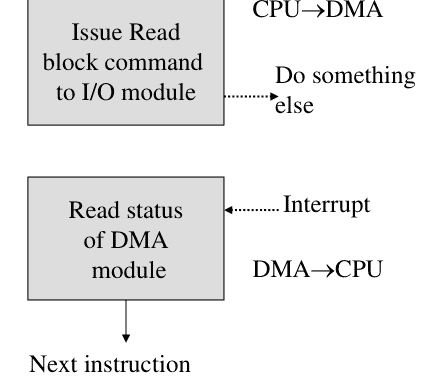 CPU→DMA
Issue Read
block command
to I/O module
Do something
else
Read status
of DMA
module
Interrupt
DMA→CPU
Next instruction